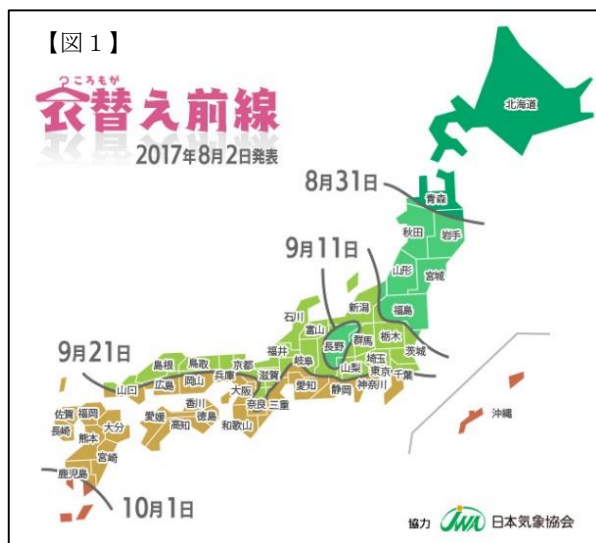 【図１】
ころもが
衣替え前線
2017年8月2日発表
北海道
8月31日
青森
秋田
岩手
山形
宮城
9月11日
福島
新潟
石川
富山
長野
群馬
栃木
茨城
福井
岐阜
埼玉
山梨
東京
千葉
神奈川
9月21日
島根
鳥取
京都
滋賀
山口
広島
岡山
兵庫
大阪
奈良
三重
愛知
静岡
佐賀
福岡
長崎
大分
熊本
宮崎
鹿児島
愛媛
香川
高知
徳島
和歌山
沖縄
10月1日
協力 JWA 日本気象協会